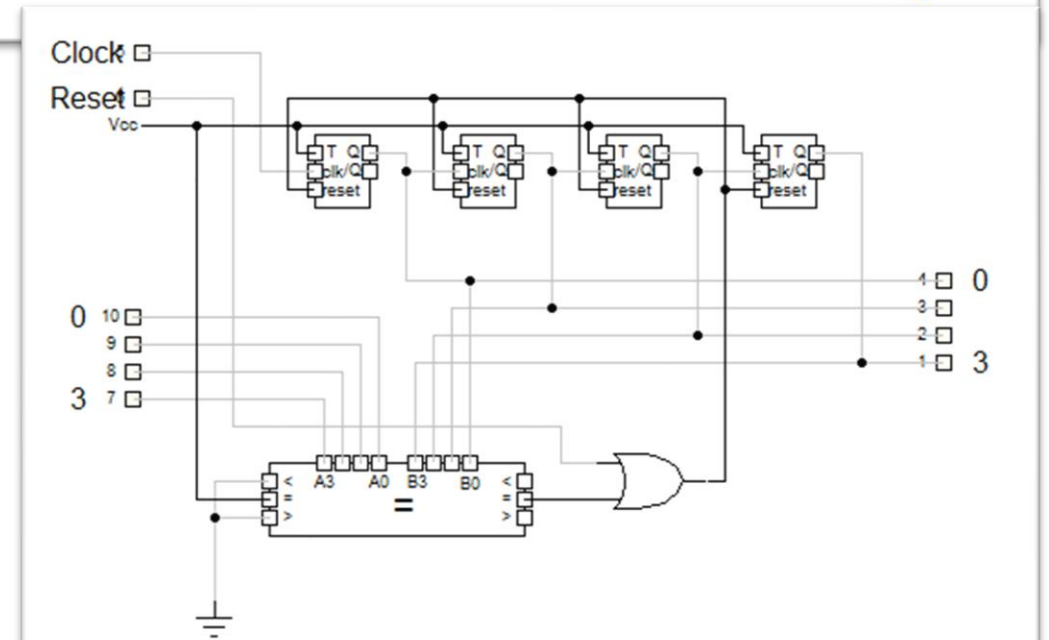 Clock
Reset
Vcc
T Q T Q T Q T Q
clk/Q clk/Q clk/Q clk/Q
reset reset reset reset
4 0
3
2
1 3
0 10
9
8
3 7
A3 A0 B3 B0
< <
= = =
> >